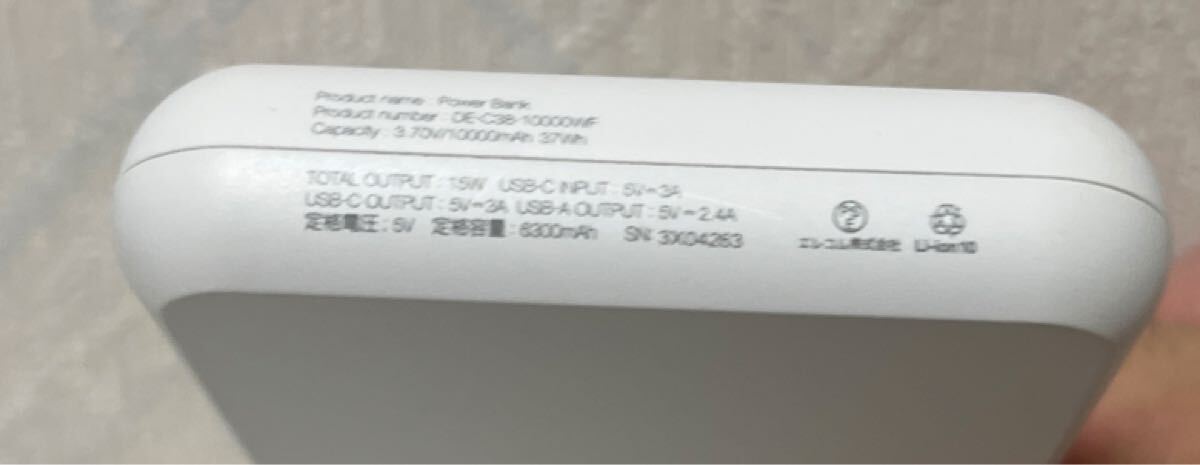 Product name : Power Bank
Product number : DE-C38-10000WF
Capacity : 3.70V/10000mAh 37Wh
TOTAL OUTPUT : 15W USB-C INPUT : 5V⎓3A
USB-C OUTPUT : 5V⎓3A USB-A OUTPUT : 5V⎓2.4A
定格電圧 : 5V 定格容量 : 6300mAh SN: 3X04263
エレコム株式会社 Li-ion 10